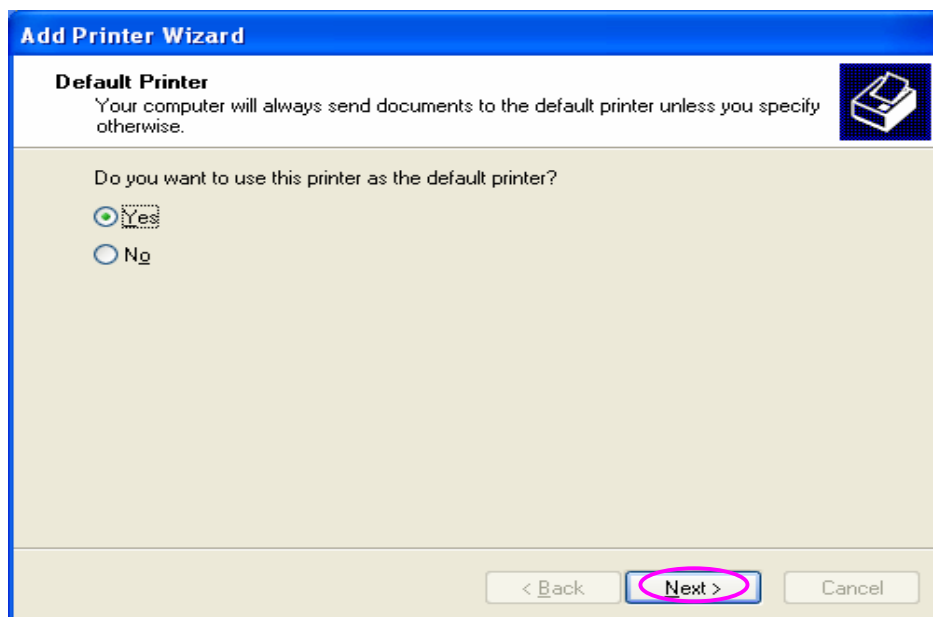 Add Printer Wizard
Default Printer
Your computer will always send documents to the default printer unless you specify
otherwise.
Do you want to use this printer as the default printer?
Yes
No
< Back Next > Cancel